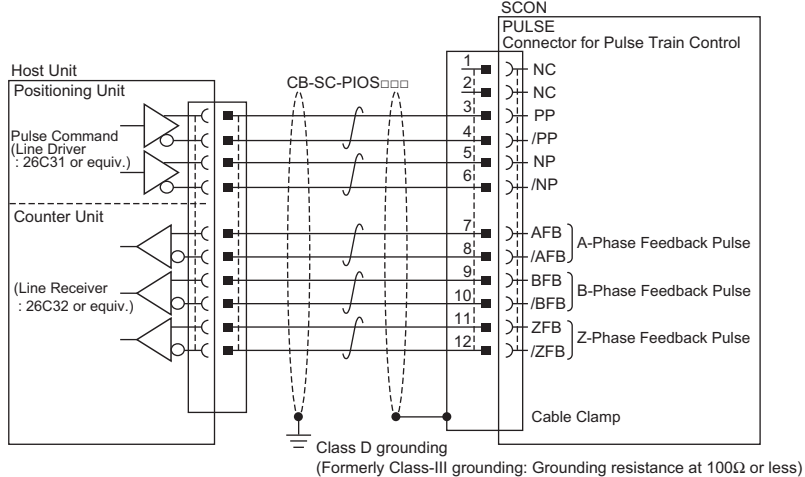 SCON
PULSE
Connector for Pulse Train Control
Host Unit
Positioning Unit
CB-SC-PIOS□□□
Pulse Command
(Line Driver
: 26C31 or equiv.)
1 NC
2 NC
3 PP
4 /PP
5 NP
6 /NP
Counter Unit
7 AFB
8 /AFB
A-Phase Feedback Pulse
9 BFB
10 /BFB
B-Phase Feedback Pulse
(Line Receiver
: 26C32 or equiv.)
11 ZFB
12 /ZFB
Z-Phase Feedback Pulse
Cable Clamp
Class D grounding
(Formerly Class-III grounding: Grounding resistance at 100Ω or less)